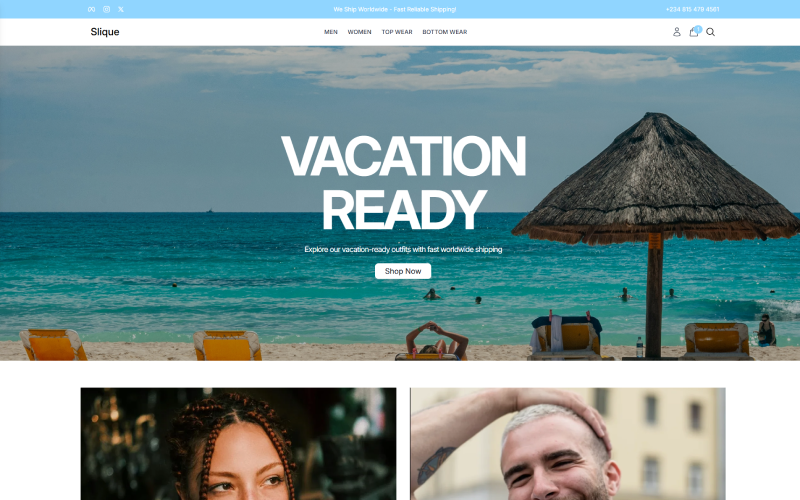 We Ship Worldwide - Fast Reliable Shipping!
+234 815 479 4561
Slique
MEN WOMEN TOP WEAR BOTTOM WEAR
VACATION
READY
Explore our vacation-ready outfits with fast worldwide shipping
Shop Now